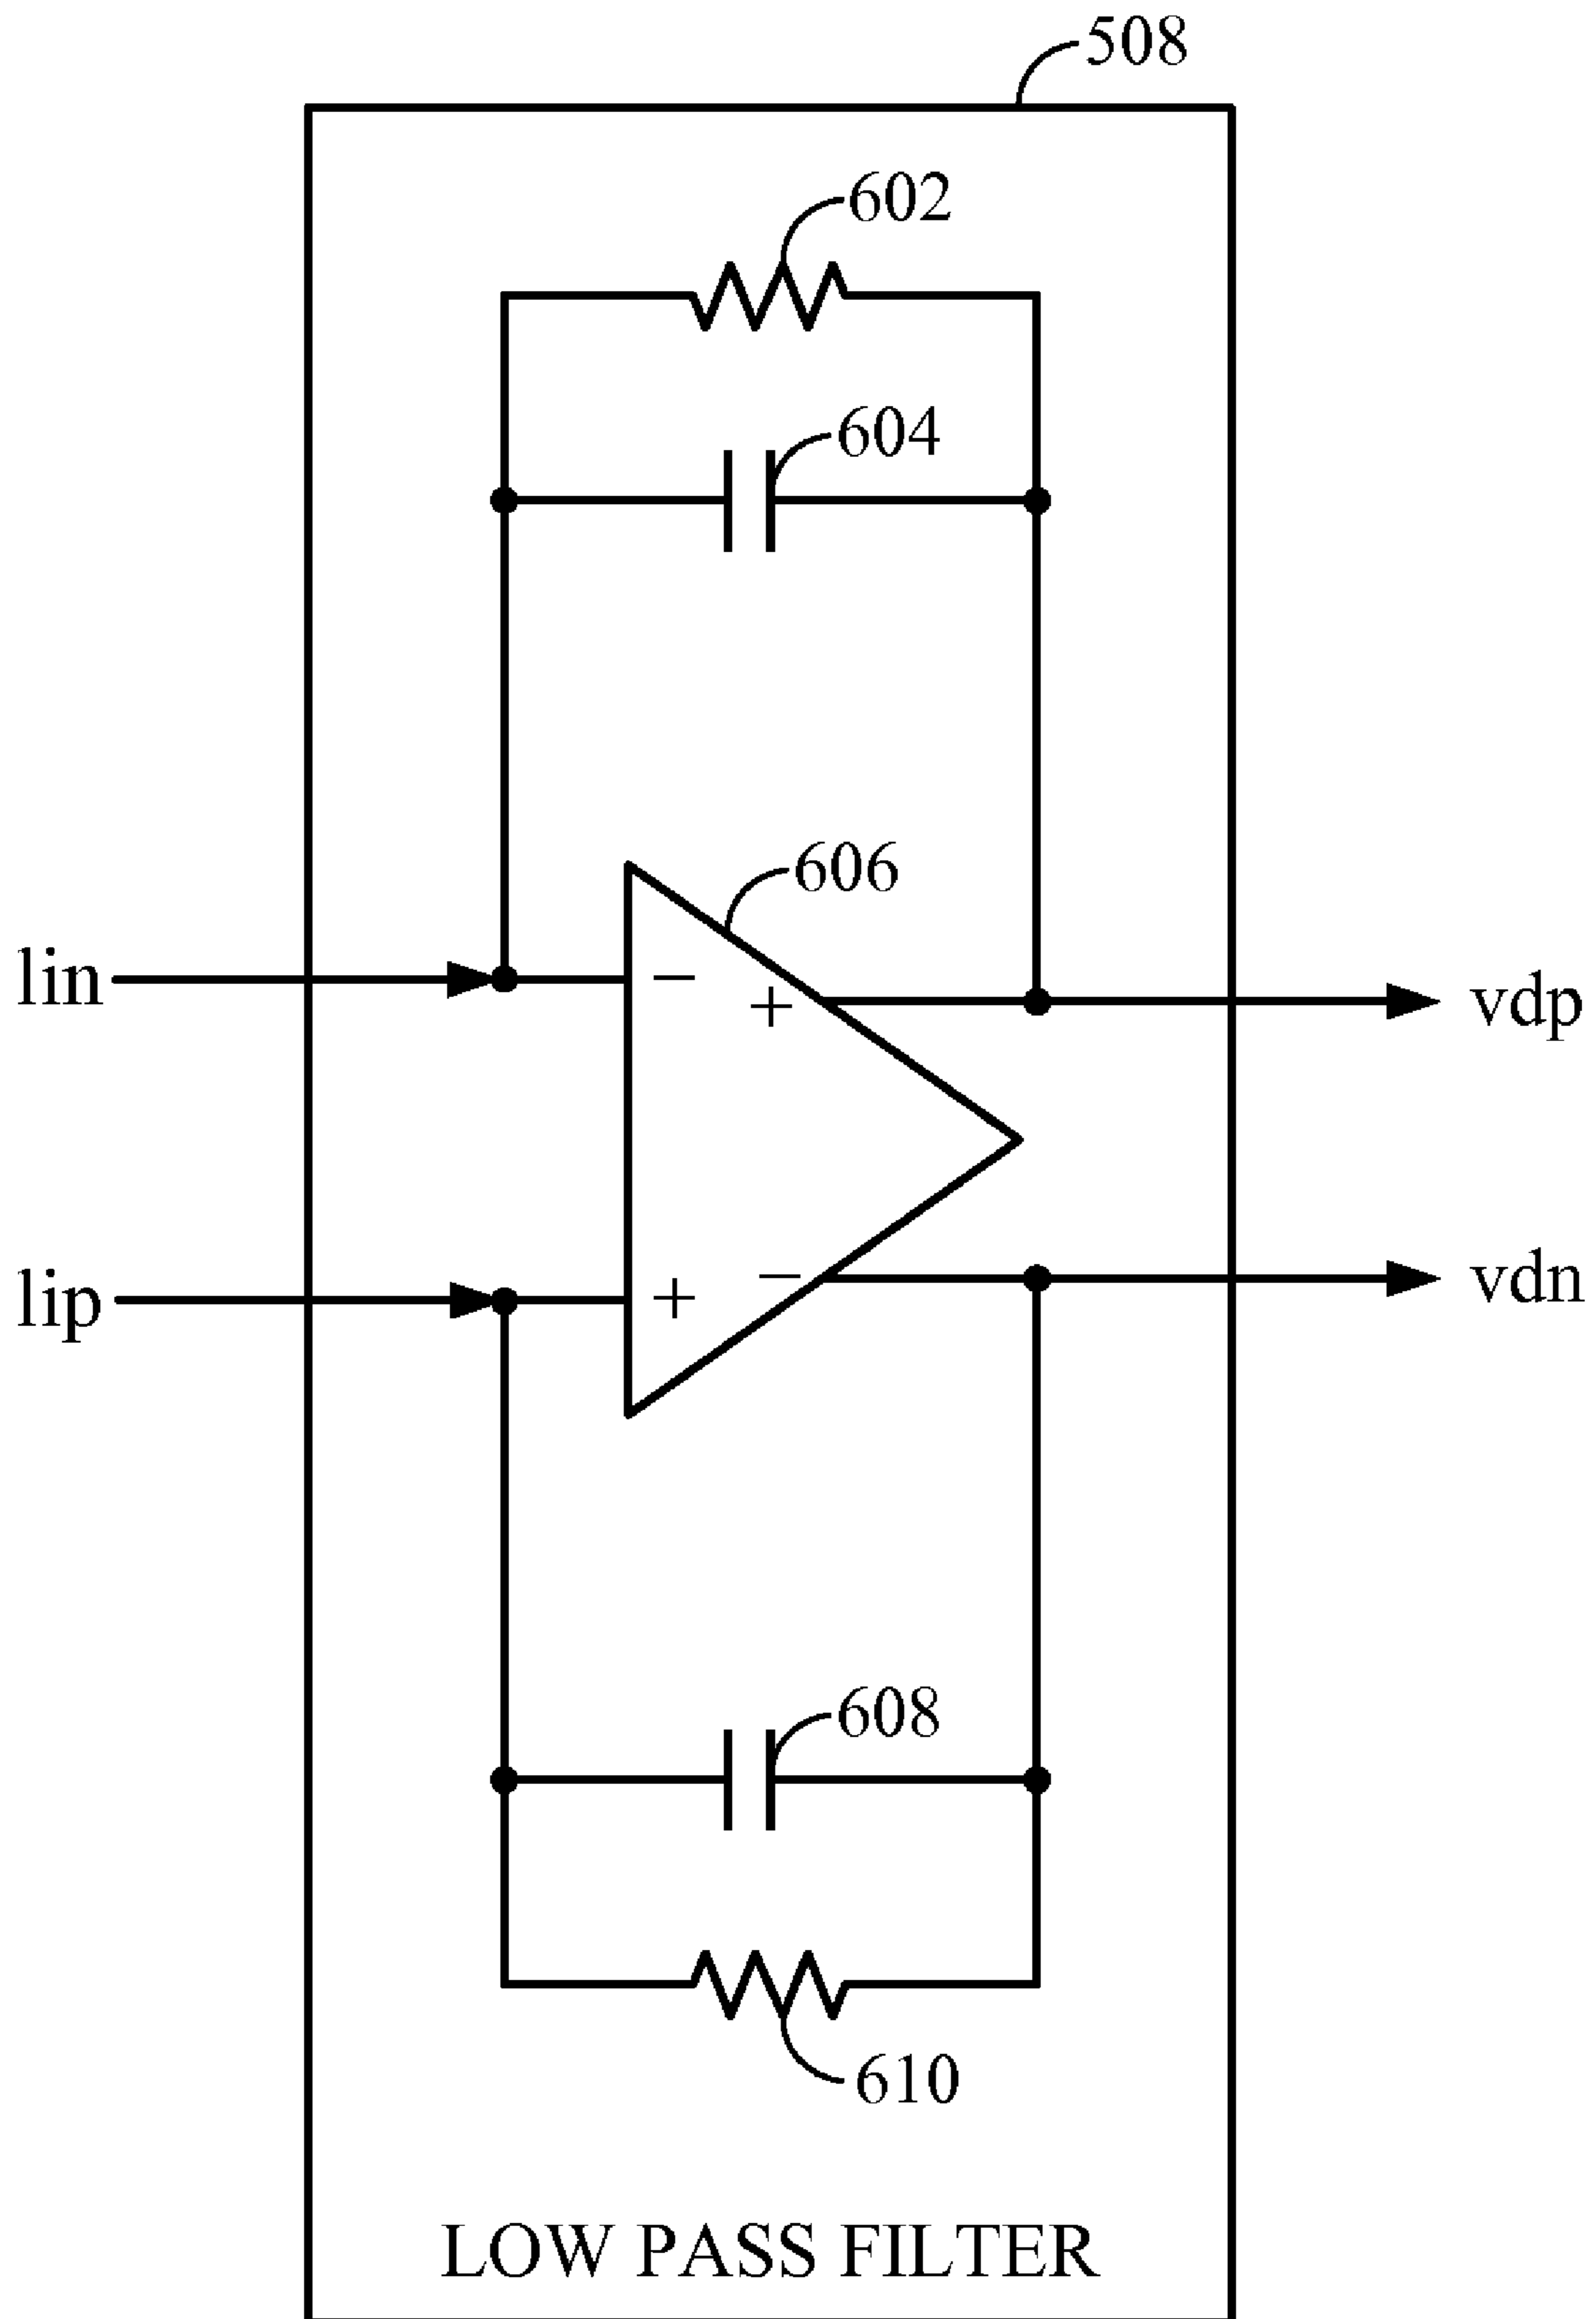 508
602
604
606
lin
−
+
vdp
lip
+
−
vdn
608
610
LOW PASS FILTER